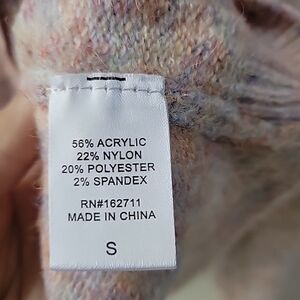 56% ACRYLIC
22% NYLON
20% POLYESTER
2% SPANDEX
RN#162711
MADE IN CHINA
S